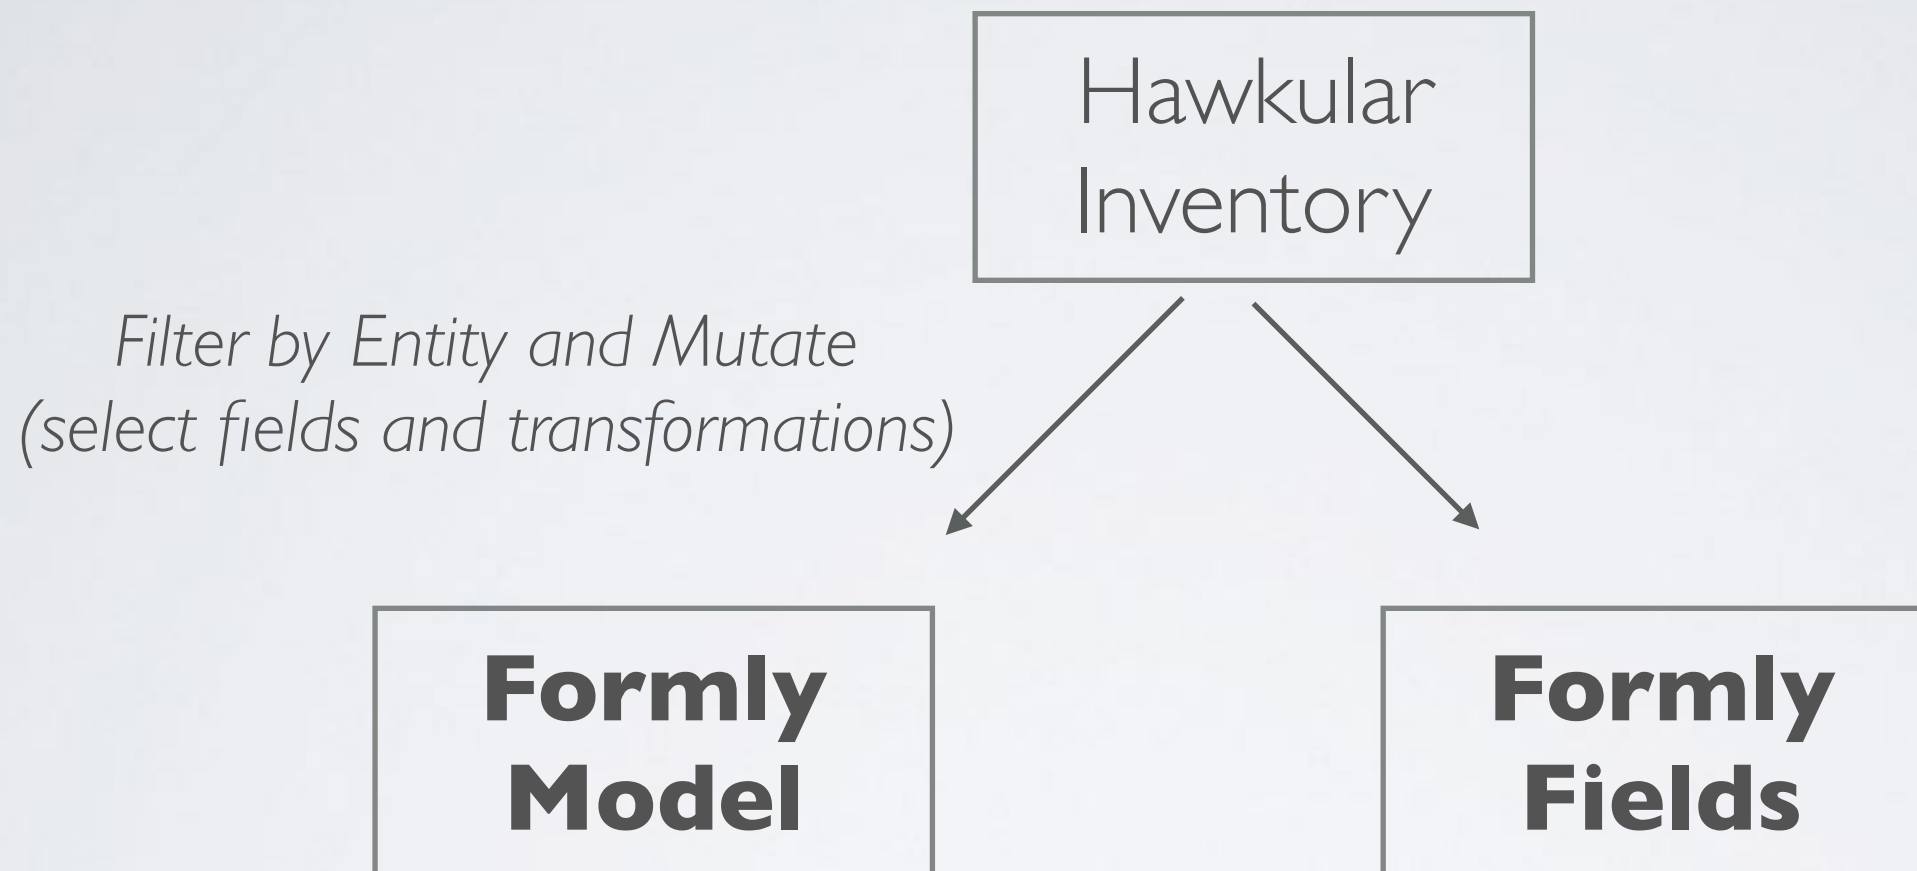 Hawkular
Inventory
Filter by Entity and Mutate
(select fields and transformations)
Formly
Model
Formly
Fields